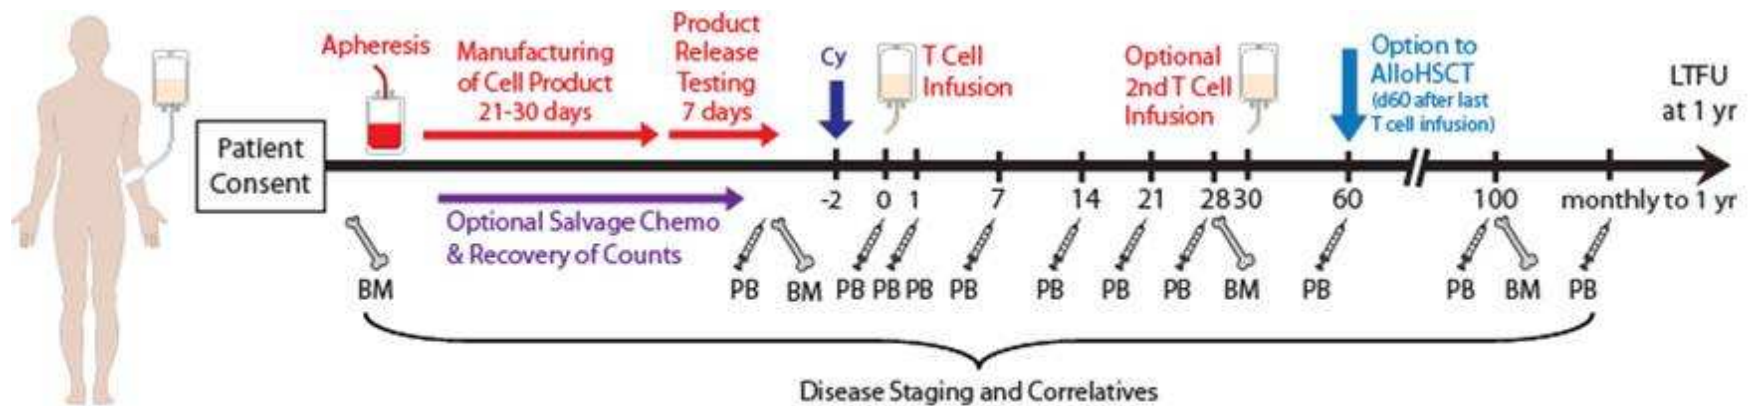 Patient
Consent
Apheresis
Manufacturing
of Cell Product
21-30 days
Product
Release
Testing
7 days
Cy
T Cell
Infusion
Optional
2nd T Cell
Infusion
Option to
AlloHSCT
(d60 after last
T cell infusion)
LTFU
at 1 yr
-2 0 1 7 14 21 28 30 60 100 monthly to 1 yr
Optional Salvage Chemo
& Recovery of Counts
BM PB BM PB PB PB PB PB PB PB BM PB PB BM PB
Disease Staging and Correlatives